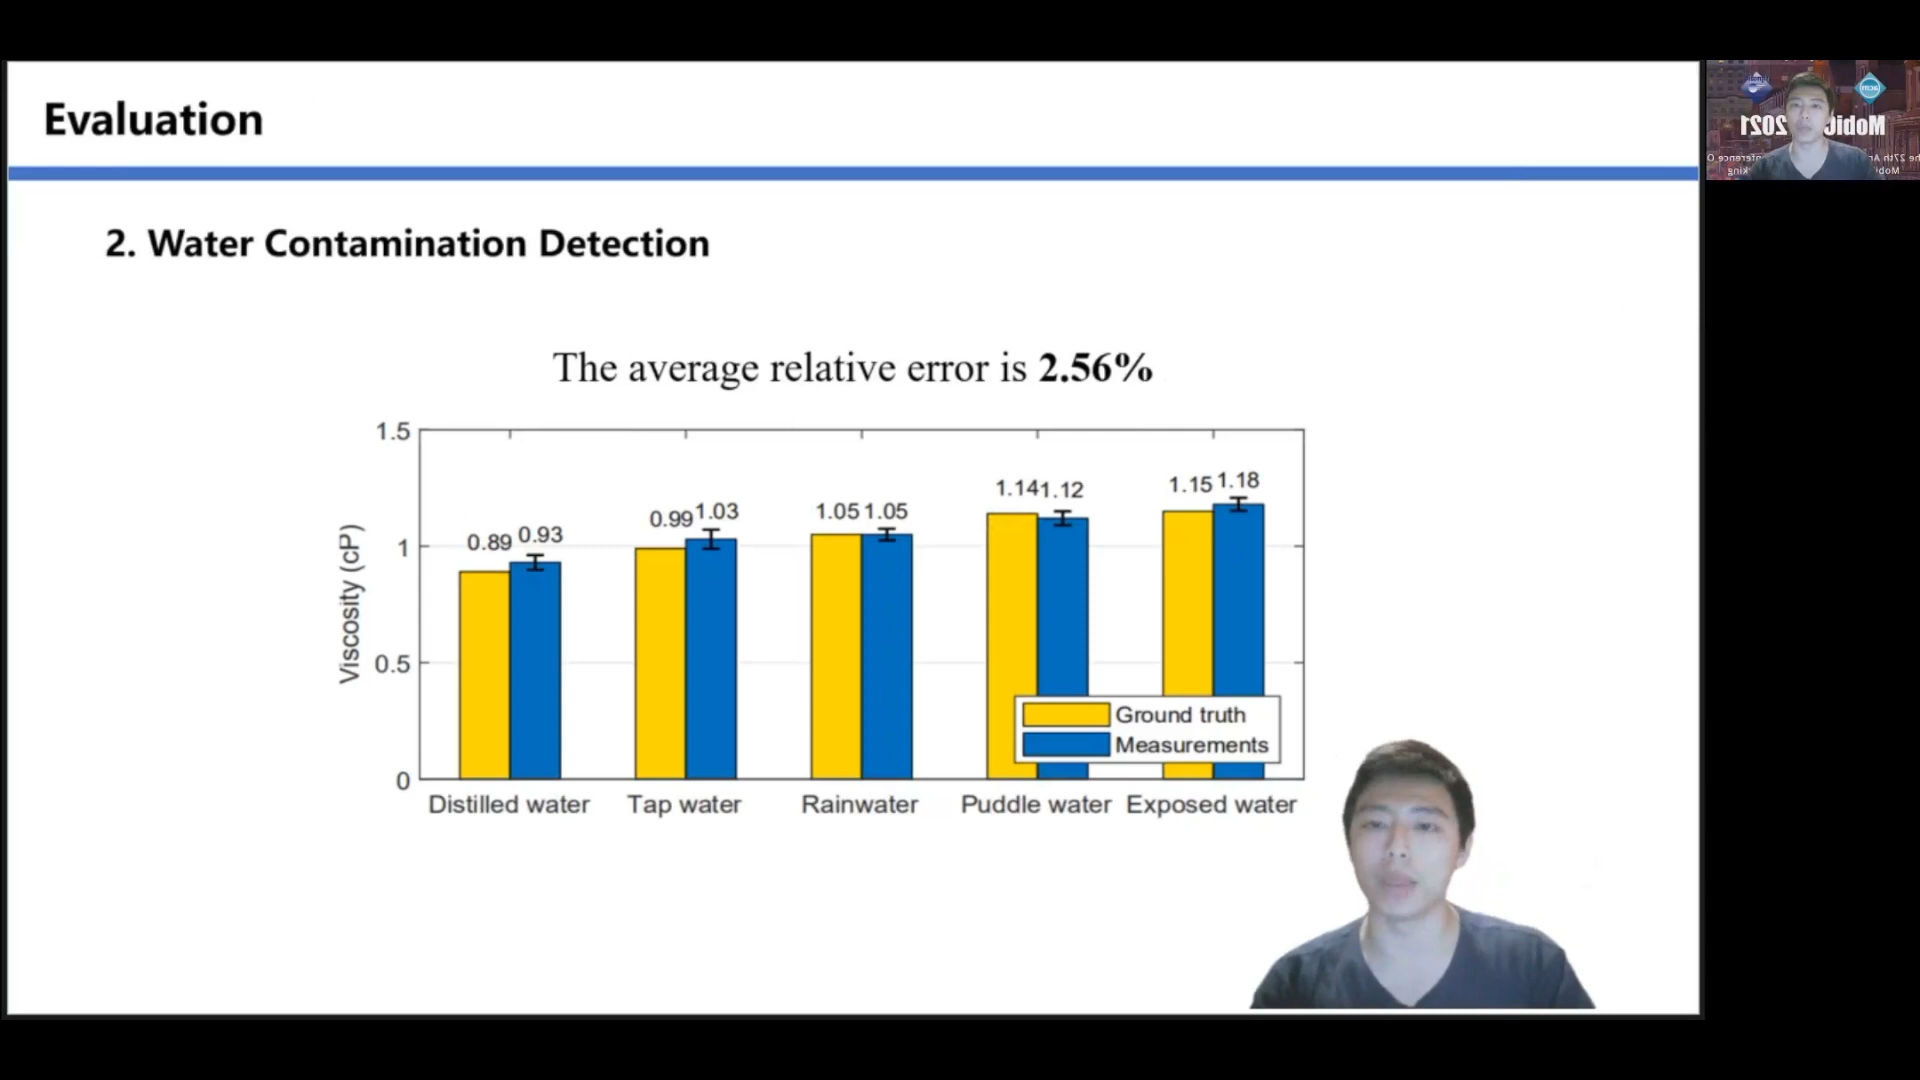 Evaluation
2. Water Contamination Detection
The average relative error is 2.56%
1.5
1
0.5
0
Viscosity (cP)
0.89 0.93
0.99 1.03
1.05 1.05
1.14 1.12
1.15 1.18
Ground truth
Measurements
Distilled water
Tap water
Rainwater
Puddle water
Exposed water
acm
2021